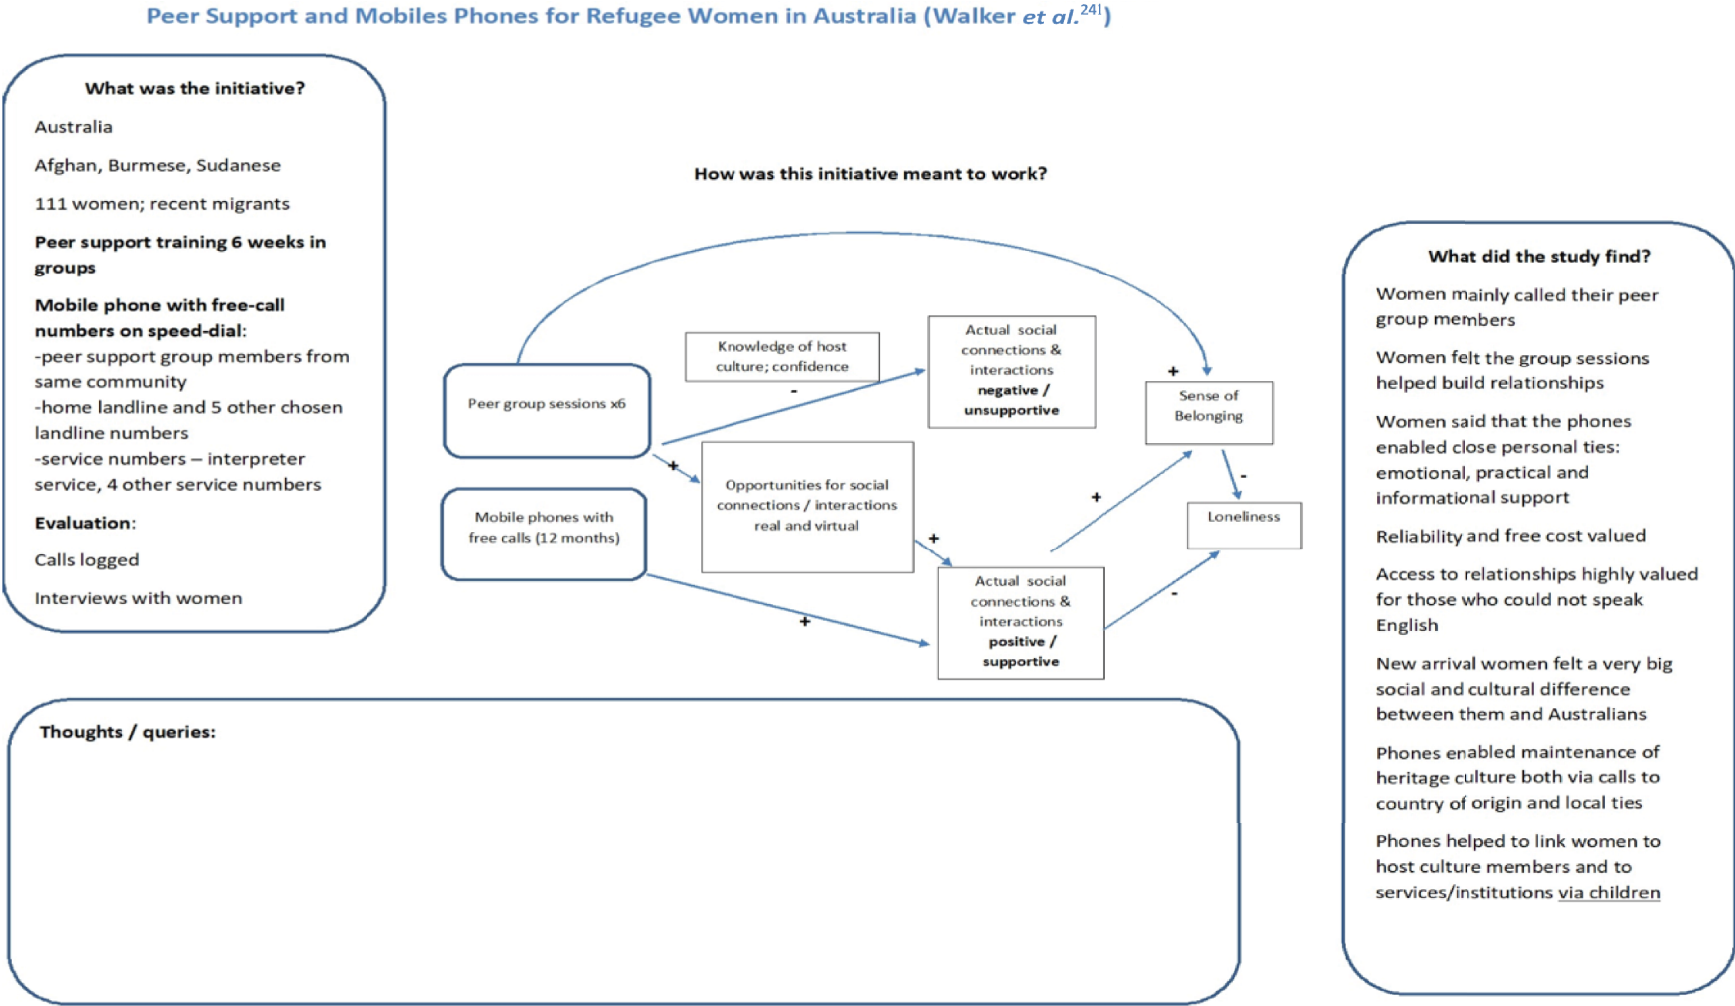 Peer Support and Mobiles Phones for Refugee Women in Australia (Walker et al.24l)
What was the initiative?
Australia
Afghan, Burmese, Sudanese
111 women; recent migrants
Peer support training 6 weeks in
groups
Mobile phone with free-call
numbers on speed-dial:
-peer support group members from
same community
-home landline and 5 other chosen
landline numbers
-service numbers – interpreter
service, 4 other service numbers
Evaluation:
Calls logged
Interviews with women
How was this initiative meant to work?
Peer group sessions x6
Mobile phones with
free calls (12 months)
Knowledge of host
culture; confidence
-
+
Opportunities for social
connections / interactions
real and virtual
+
+
Actual social
connections &
interactions
negative /
unsupportive
Actual social
connections &
interactions
positive /
supportive
+
+
Sense of
Belonging
-
Loneliness
-
What did the study find?
Women mainly called their peer
group members
Women felt the group sessions
helped build relationships
Women said that the phones
enabled close personal ties:
emotional, practical and
informational support
Reliability and free cost valued
Access to relationships highly valued
for those who could not speak
English
New arrival women felt a very big
social and cultural difference
between them and Australians
Phones enabled maintenance of
heritage culture both via calls to
country of origin and local ties
Phones helped to link women to
host culture members and to
services/institutions via children
Thoughts / queries: